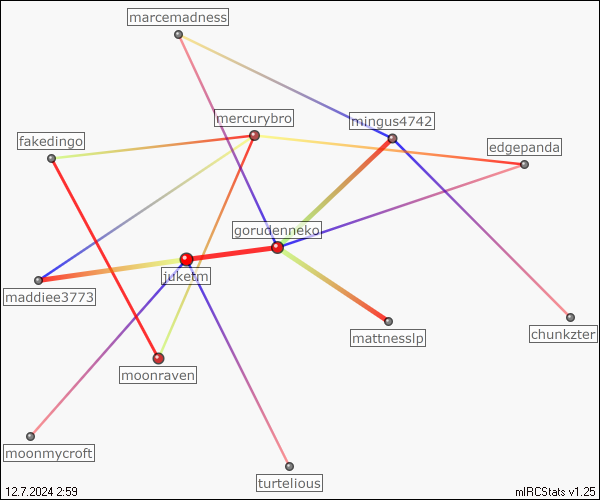 marcemadness
mercurybro
mingus4742
fakedingo
edgepanda
gorudenneko
juketm
maddiee3773
mattnesslp
chunkzter
moonraven
moonmycroft
turtelious
12.7.2024 2:59
mIRCStats v1.25